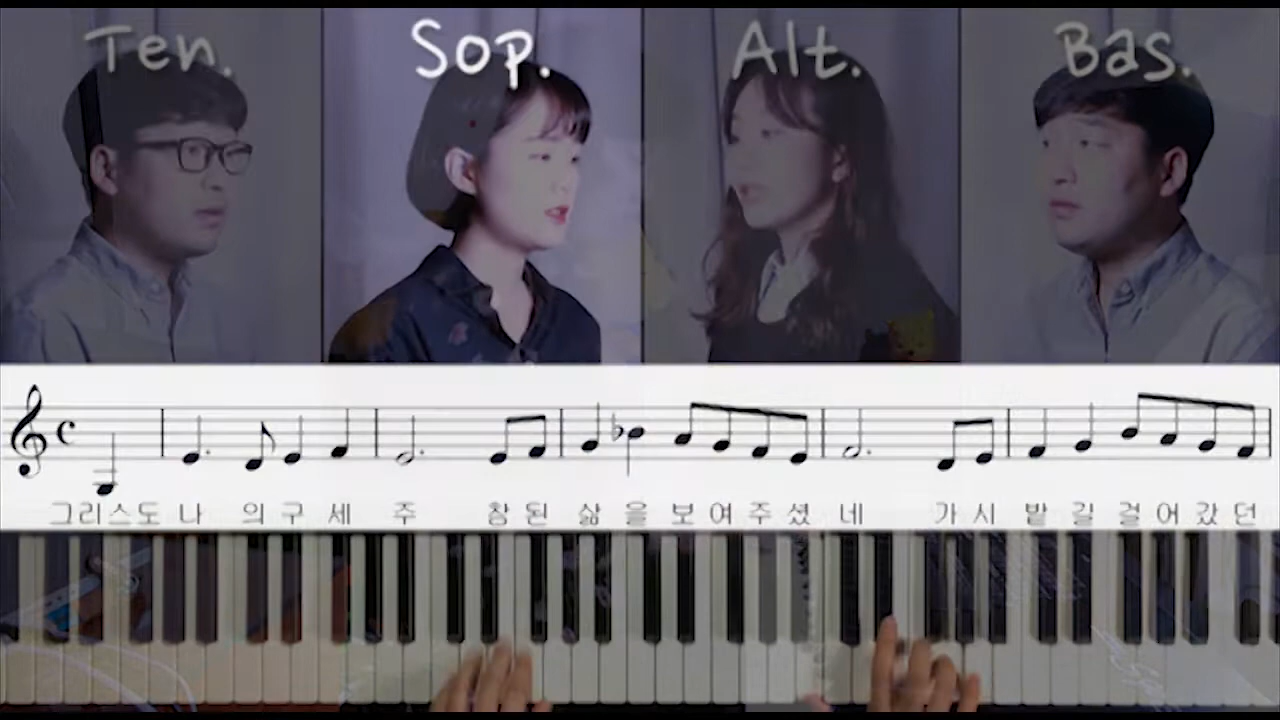 Ten. Sop. Alt. Bas.
그리스도 나 의 구 세 주 참 된 삶 을 보 여 주 셨 네 가 시 밭 길 걸 어 갔 던